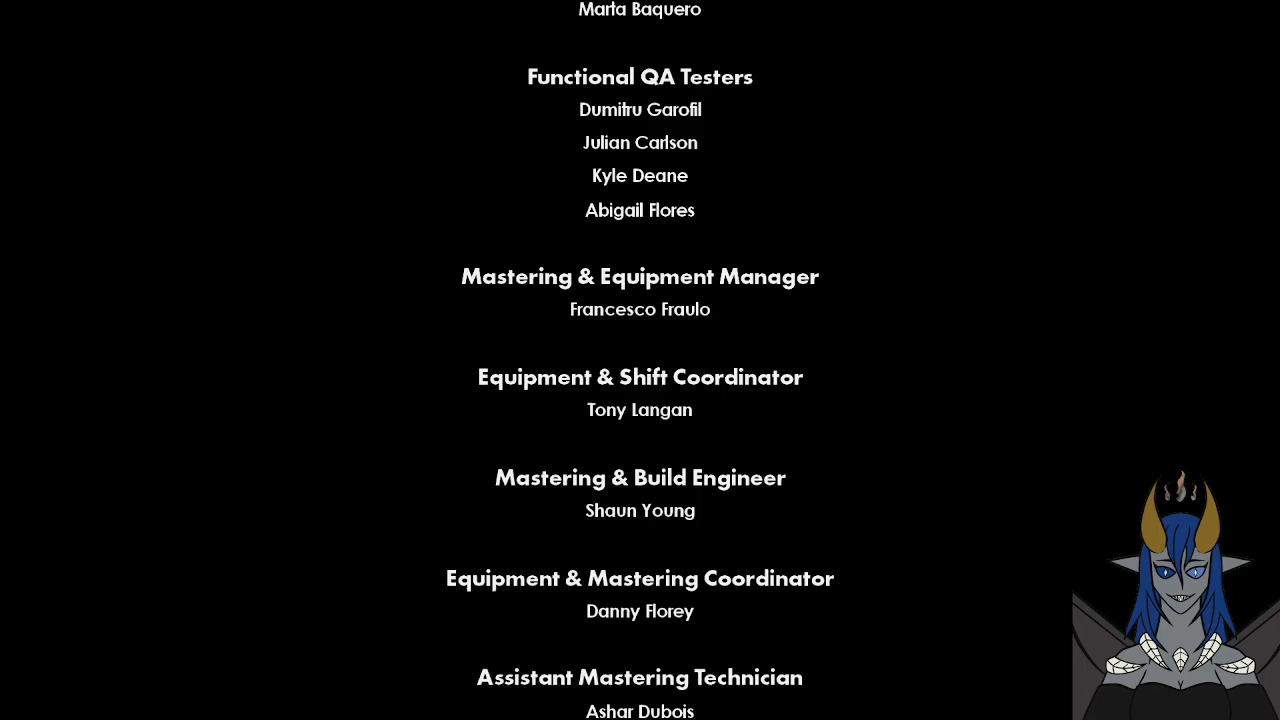 Marta Baquero
Functional QA Testers
Dumitru Garofil
Julian Carlson
Kyle Deane
Abigail Flores
Mastering & Equipment Manager
Francesco Fraulo
Equipment & Shift Coordinator
Tony Langan
Mastering & Build Engineer
Shaun Young
Equipment & Mastering Coordinator
Danny Florey
Assistant Mastering Technician
Ashar Dubois